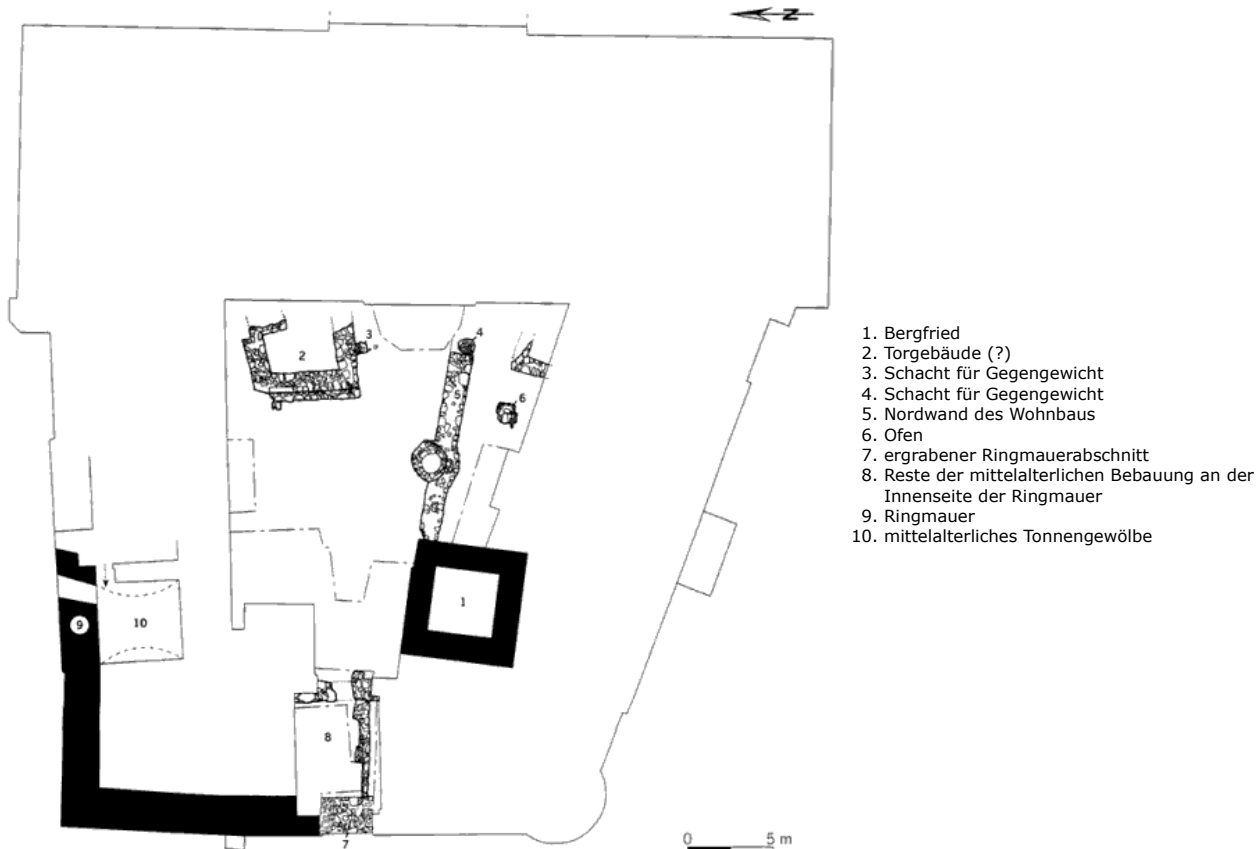 N
3
4
2
5
6
1
9
10
8
7
0 5 m
1. Bergfried
2. Torgebäude (?)
3. Schacht für Gegengewicht
4. Schacht für Gegengewicht
5. Nordwand des Wohnbaus
6. Ofen
7. ergrabener Ringmauerabschnitt
8. Reste der mittelalterlichen Bebauung an der
Innenseite der Ringmauer
9. Ringmauer
10. mittelalterliches Tonnengewölbe